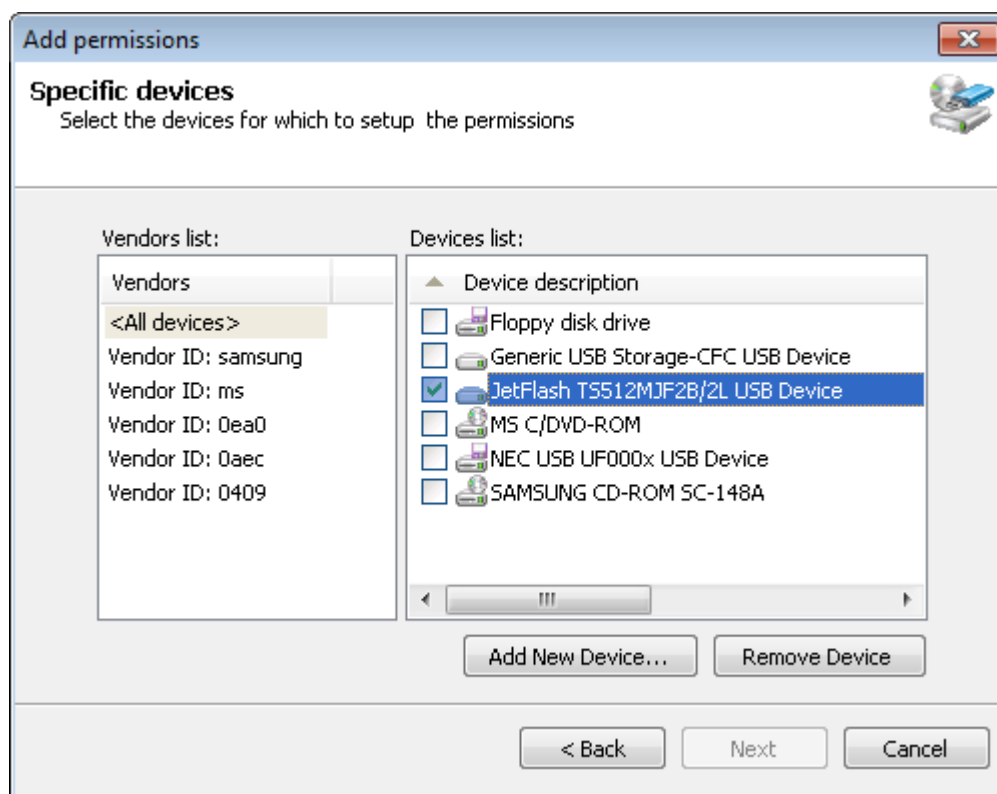 Add permissions
Specific devices
Select the devices for which to setup the permissions
Vendors list:
Vendors
<All devices>
Vendor ID: samsung
Vendor ID: ms
Vendor ID: 0ea0
Vendor ID: 0aec
Vendor ID: 0409
Devices list:
Device description
Floppy disk drive
Generic USB Storage-CFC USB Device
JetFlash TS512MJF2B/2L USB Device
MS C/DVD-ROM
NEC USB UF000x USB Device
SAMSUNG CD-ROM SC-148A
Add New Device... Remove Device
< Back Next Cancel